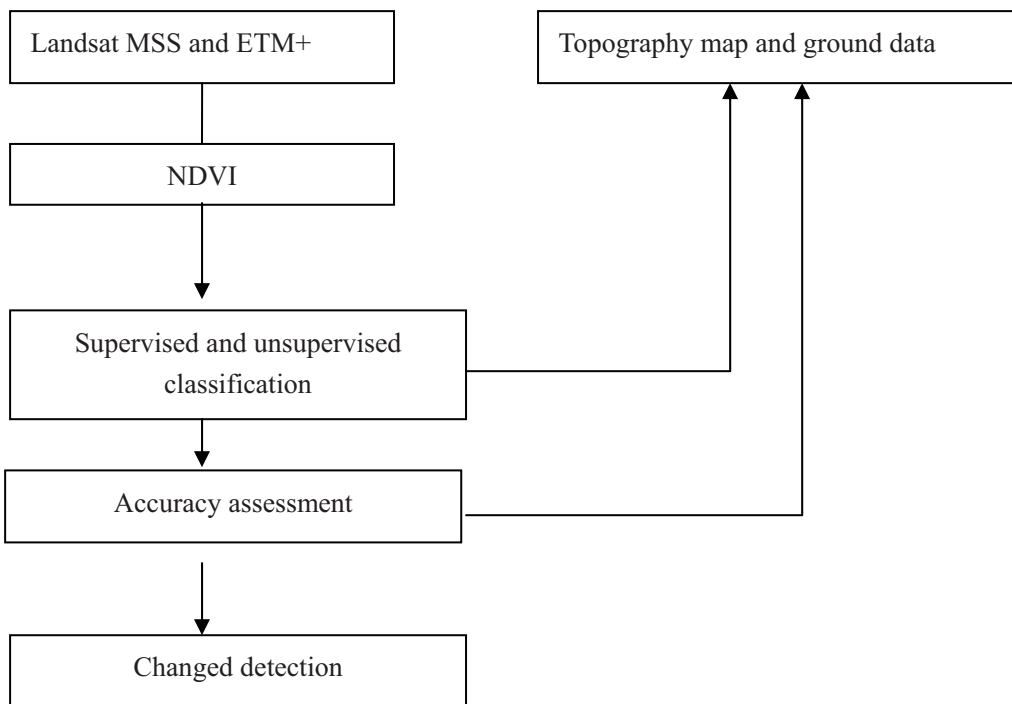 Landsat MSS and ETM+
Topography map and ground data
NDVI
Supervised and unsupervised
classification
Accuracy assessment
Changed detection